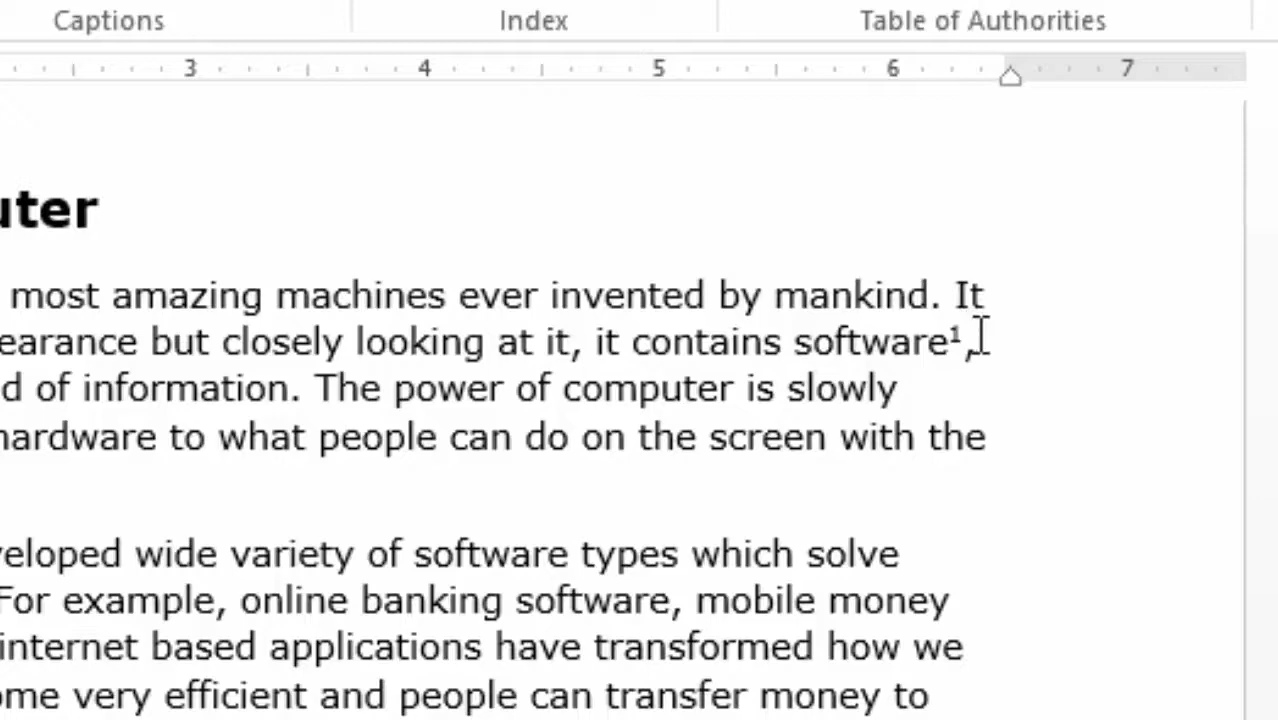 Captions Index Table of Authorities
3 4 5 6 7
uter
most amazing machines ever invented by mankind. It
earance but closely looking at it, it contains software¹,
d of information. The power of computer is slowly
hardware to what people can do on the screen with the
veloped wide variety of software types which solve
For example, online banking software, mobile money
internet based applications have transformed how we
ome very efficient and people can transfer money to